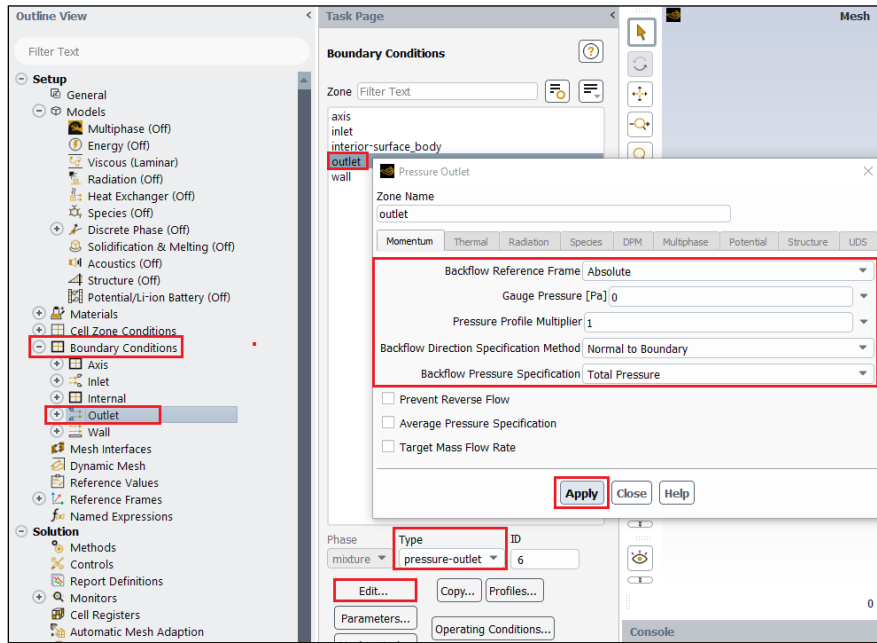 Outline View
Filter Text
Setup
General
Models
Multiphase (Off)
Energy (Off)
Viscous (Laminar)
Radiation (Off)
Heat Exchanger (Off)
Species (Off)
Discrete Phase (Off)
Solidification & Melting (Off)
Acoustics (Off)
Structure (Off)
Potential/Li-ion Battery (Off)
Materials
Cell Zone Conditions
Boundary Conditions
Axis
Inlet
Internal
Outlet
Wall
Mesh Interfaces
Dynamic Mesh
Reference Values
Reference Frames
Named Expressions
Solution
Methods
Controls
Report Definitions
Monitors
Cell Registers
Automatic Mesh Adaption
Task Page
Boundary Conditions
Zone Filter Text
axis
inlet
interior-surface_body
outlet
wall
Pressure Outlet
Zone Name
outlet
Momentum Thermal Radiation Species DPM Multiphase Potential Structure UDS
Backflow Reference Frame Absolute
Gauge Pressure [Pa] 0
Pressure Profile Multiplier 1
Backflow Direction Specification Method Normal to Boundary
Backflow Pressure Specification Total Pressure
Prevent Reverse Flow
Average Pressure Specification
Target Mass Flow Rate
Apply Close Help
Phase Type ID
mixture pressure-outlet 6
Edit... Copy... Profiles...
Parameters...
Operating Conditions...
Mesh
0
Console